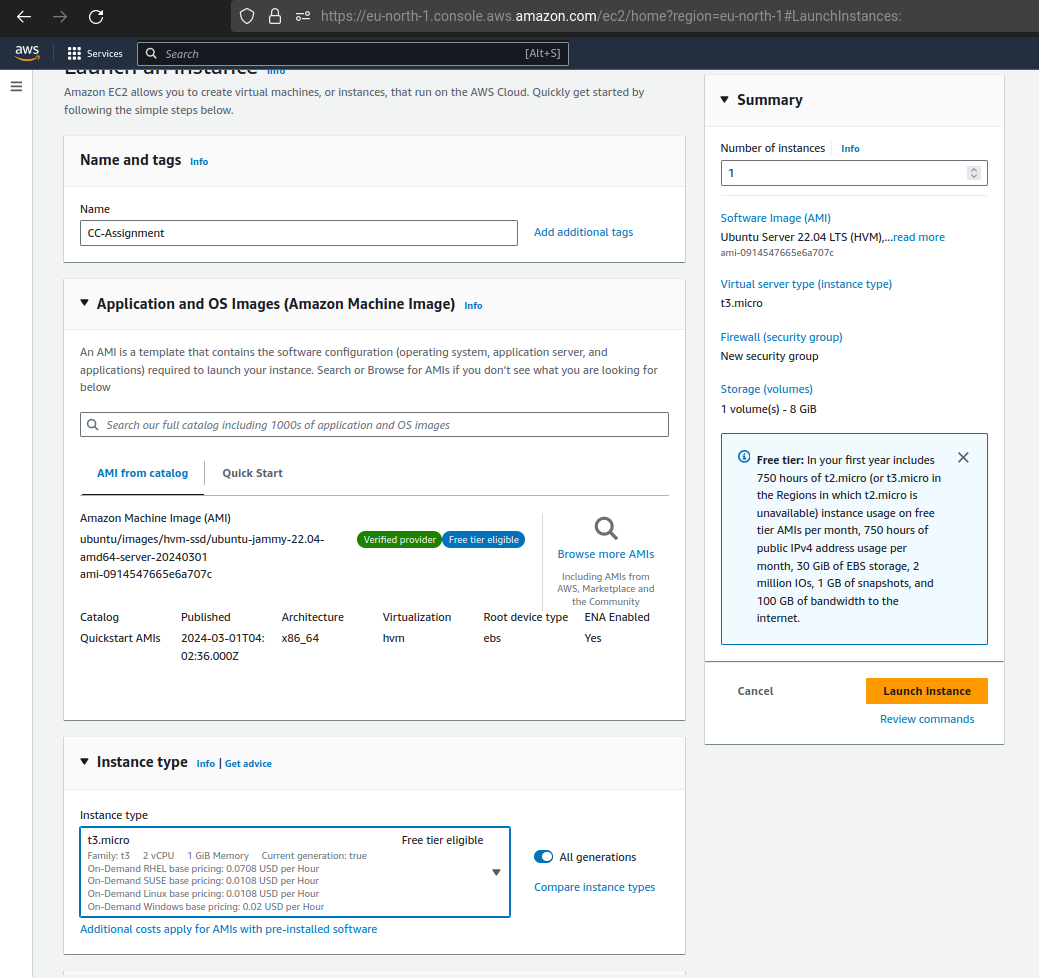 https://eu-north-1.console.aws.amazon.com/ec2/home?region=eu-north-1#LaunchInstances:
aws
Services
Search
[Alt+S]
Launch an instance Info
Amazon EC2 allows you to create virtual machines, or instances, that run on the AWS Cloud. Quickly get started by
following the simple steps below.
Name and tags Info
Name
CC-Assignment
Add additional tags
Application and OS Images (Amazon Machine Image) Info
An AMI is a template that contains the software configuration (operating system, application server, and
applications) required to launch your instance. Search or Browse for AMIs if you don't see what you are looking for
below
Search our full catalog including 1000s of application and OS images
AMI from catalog
Quick Start
Amazon Machine Image (AMI)
ubuntu/images/hvm-ssd/ubuntu-jammy-22.04-
amd64-server-20240301
ami-0914547665e6a707c
Verified provider
Free tier eligible
Browse more AMIs
Including AMIs from
AWS, Marketplace and
the Community
Catalog Published Architecture Virtualization Root device type ENA Enabled
Quickstart AMIs 2024-03-01T04: x86_64 hvm ebs Yes
02:36.000Z
Instance type Info | Get advice
Instance type
t3.micro Free tier eligible
Family: t3 2 vCPU 1 GiB Memory Current generation: true
On-Demand RHEL base pricing: 0.0708 USD per Hour
On-Demand SUSE base pricing: 0.0108 USD per Hour
On-Demand Linux base pricing: 0.0108 USD per Hour
On-Demand Windows base pricing: 0.02 USD per Hour
All generations
Compare instance types
Additional costs apply for AMIs with pre-installed software
Summary
Number of instances Info
1
Software Image (AMI)
Ubuntu Server 22.04 LTS (HVM),...read more
ami-0914547665e6a707c
Virtual server type (instance type)
t3.micro
Firewall (security group)
New security group
Storage (volumes)
1 volume(s) - 8 GiB
Free tier: In your first year includes
750 hours of t2.micro (or t3.micro in
the Regions in which t2.micro is
unavailable) instance usage on free
tier AMIs per month, 750 hours of
public IPv4 address usage per
month, 30 GiB of EBS storage, 2
million IOs, 1 GB of snapshots, and
100 GB of bandwidth to the
internet.
Cancel
Launch instance
Review commands